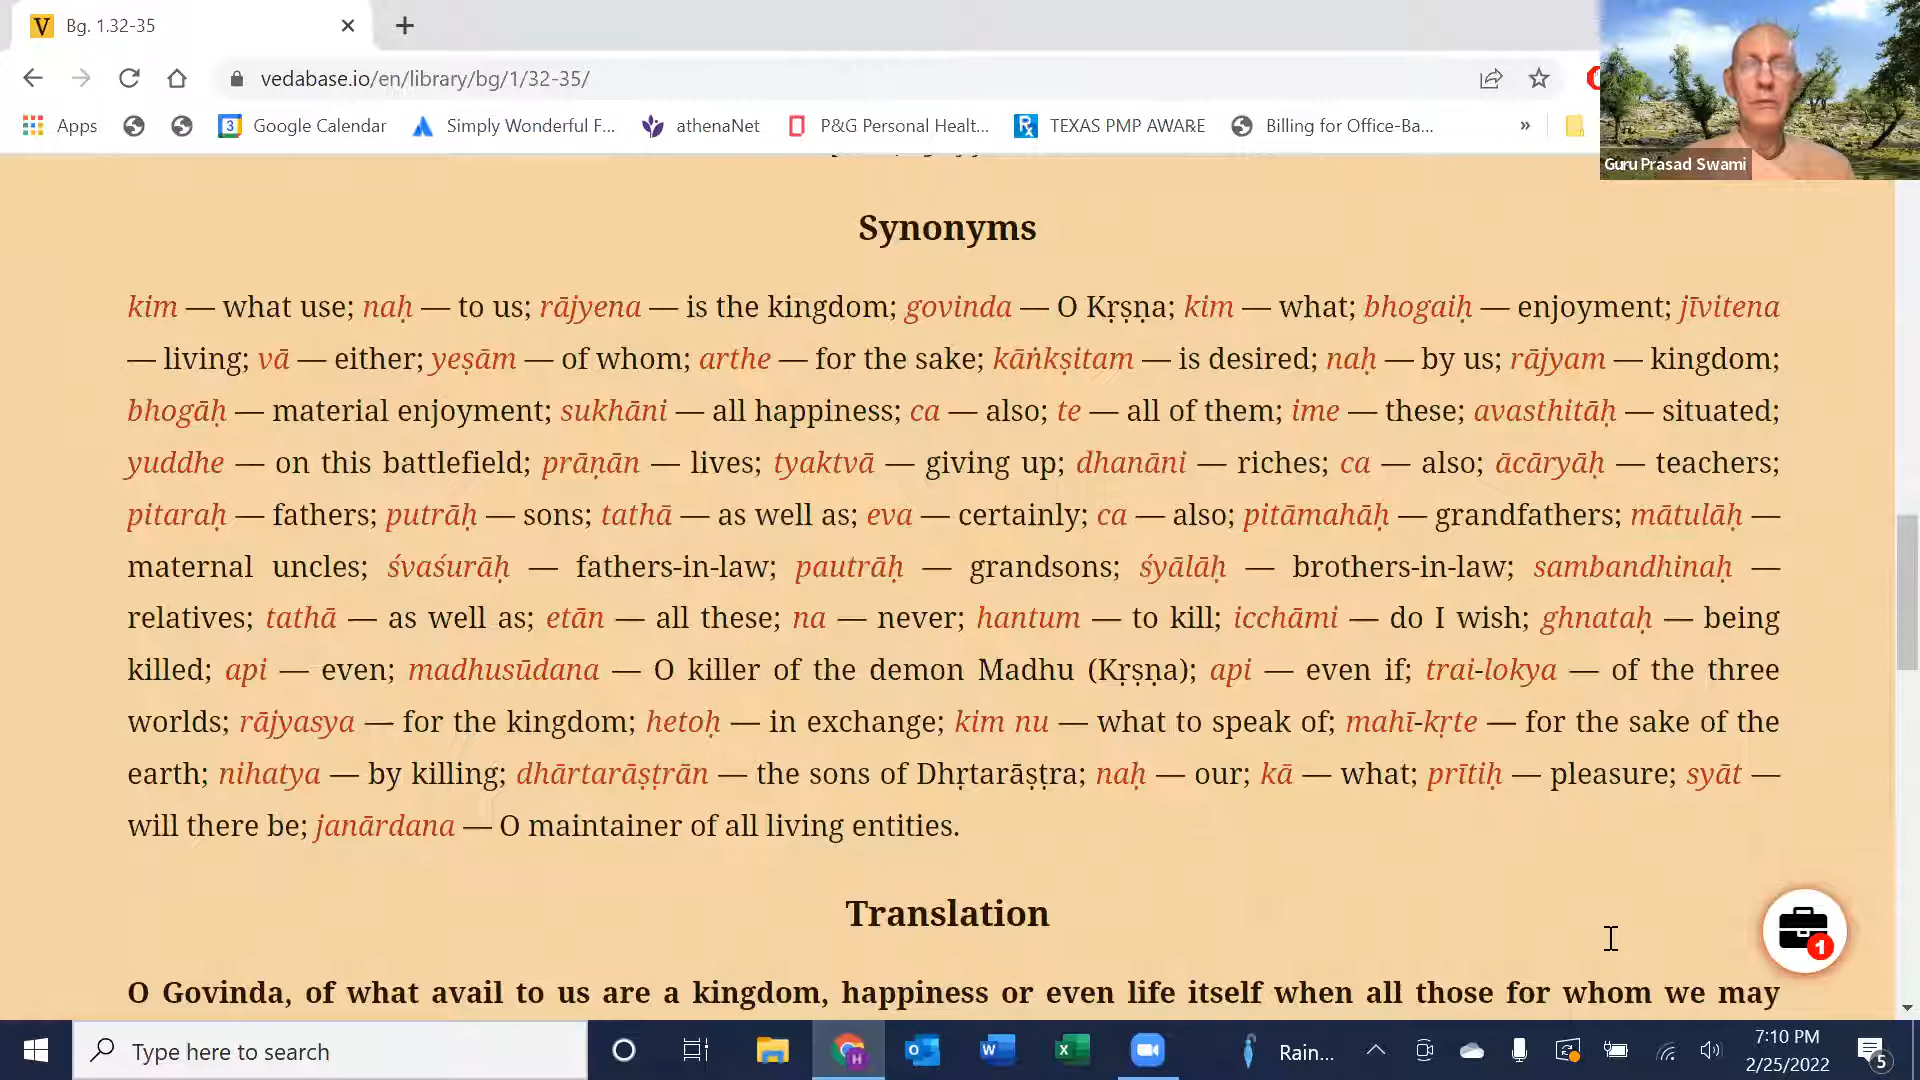 Bg. 1.32-35
vedabase.io/en/library/bg/1/32-35/
Apps
3
Google Calendar
Simply Wonderful F...
athenaNet
P&G Personal Healt...
TEXAS PMP AWARE
Billing for Office-Ba...
»
Guru Prasad Swami
Synonyms
kim — what use; naḥ — to us; rājyena — is the kingdom; govinda — O Kṛṣṇa; kim — what; bhogaiḥ — enjoyment; jīvitena
— living; vā — either; yeṣām — of whom; arthe — for the sake; kāṅkṣitam — is desired; naḥ — by us; rājyam — kingdom;
bhogāḥ — material enjoyment; sukhāni — all happiness; ca — also; te — all of them; ime — these; avasthitāḥ — situated;
yuddhe — on this battlefield; prāṇān — lives; tyaktvā — giving up; dhanāni — riches; ca — also; ācāryāḥ — teachers;
pitaraḥ — fathers; putrāḥ — sons; tathā — as well as; eva — certainly; ca — also; pitāmahāḥ — grandfathers; mātulāḥ —
maternal uncles; śvaśurāḥ — fathers-in-law; pautrāḥ — grandsons; śyālāḥ — brothers-in-law; sambandhinaḥ —
relatives; tathā — as well as; etān — all these; na — never; hantum — to kill; icchāmi — do I wish; ghnataḥ — being
killed; api — even; madhusūdana — O killer of the demon Madhu (Kṛṣṇa); api — even if; trai-lokya — of the three
worlds; rājyasya — for the kingdom; hetoḥ — in exchange; kim nu — what to speak of; mahī-kṛte — for the sake of the
earth; nihatya — by killing; dhārtarāṣṭrān — the sons of Dhṛtarāṣṭra; naḥ — our; kā — what; prītiḥ — pleasure; syāt —
will there be; janārdana — O maintainer of all living entities.
Translation
1
O Govinda, of what avail to us are a kingdom, happiness or even life itself when all those for whom we may
Type here to search
Rain...
7:10 PM
2/25/2022
5